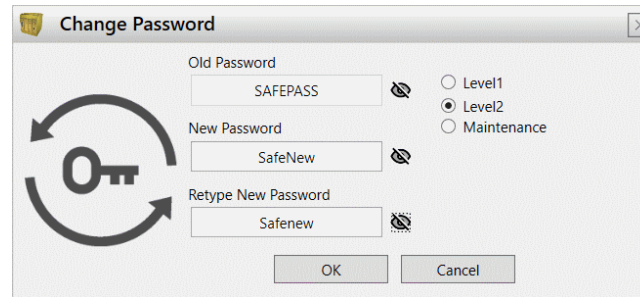 Change Password
Old Password
SAFEPASS
Level1
Level2
Maintenance
New Password
SafeNew
Retype New Password
Safenew
OK
Cancel